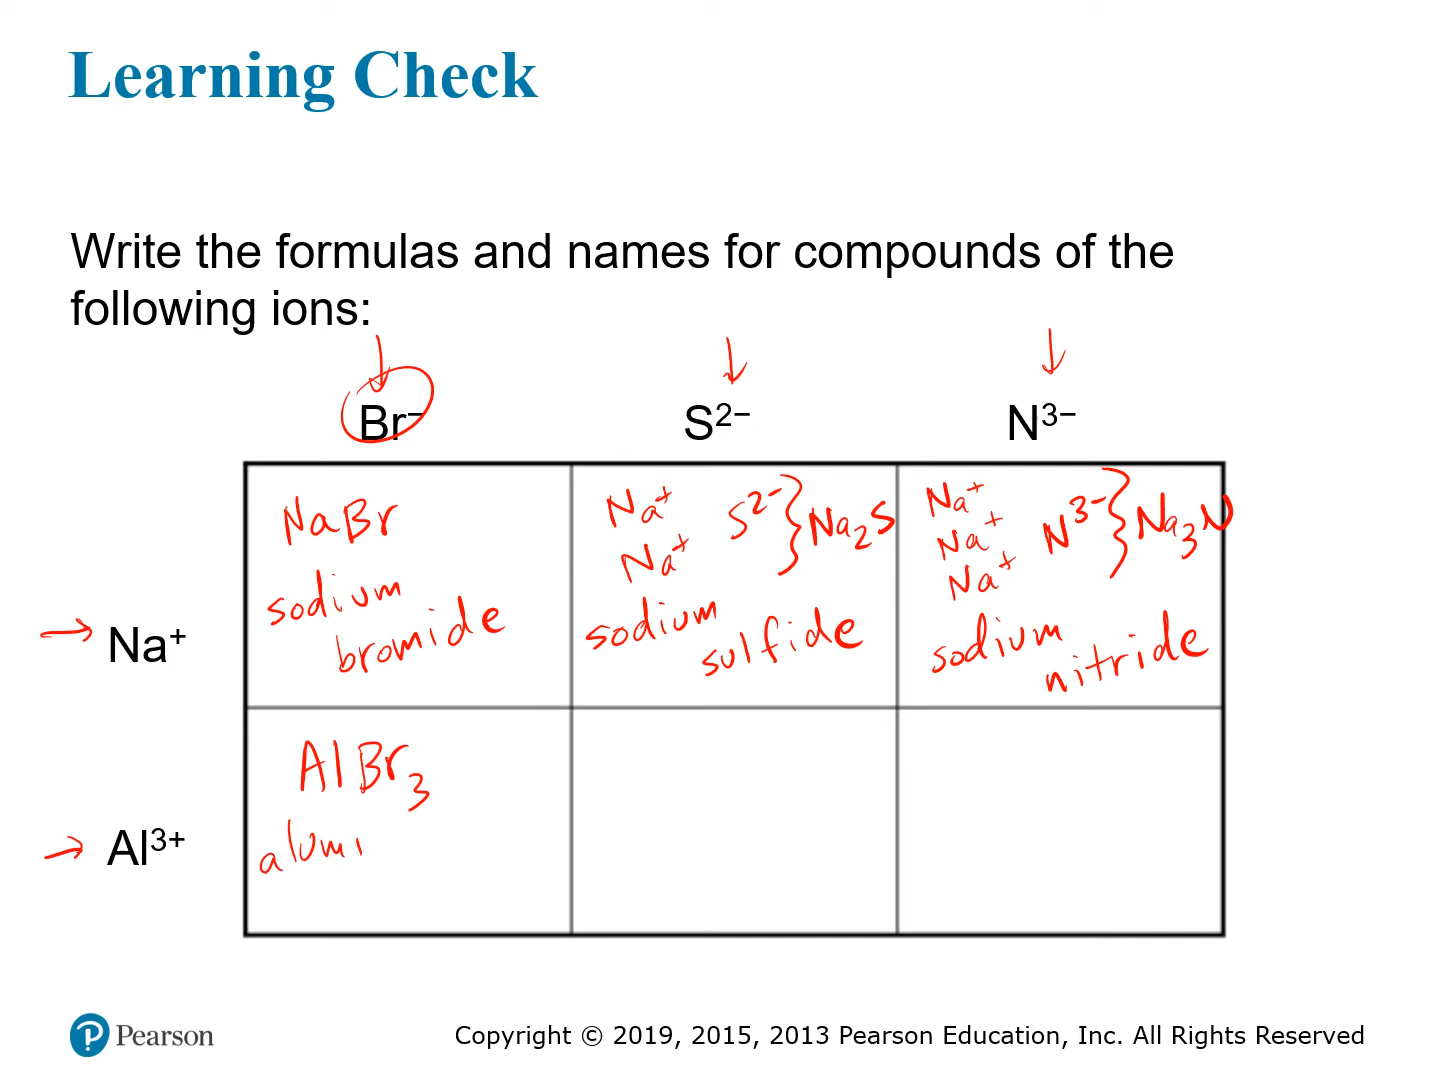 Learning Check
Write the formulas and names for compounds of the
following ions:
Br⁻ S²⁻ N³⁻
NaBr
sodium
bromide
Na⁺
Na⁺
S²⁻ } Na₂S
sodium
sulfide
Na⁺
Na⁺
Na⁺
N³⁻ } Na₃N
sodium
nitride
→ Na⁺
AlBr₃
alumi
→ Al³⁺
Pearson
Copyright © 2019, 2015, 2013 Pearson Education, Inc. All Rights Reserved